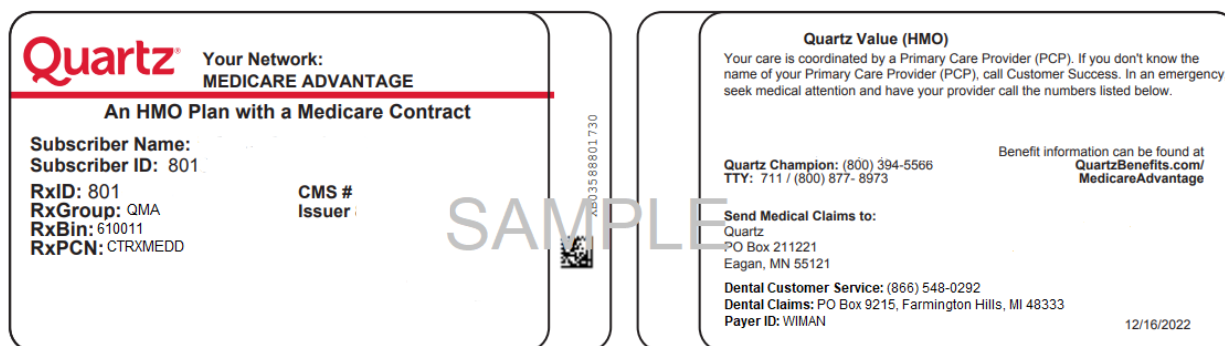 Quartz
Your Network:
MEDICARE ADVANTAGE
An HMO Plan with a Medicare Contract
Subscriber Name:
Subscriber ID: 801
RxID: 801
CMS #
RxGroup: QMA
Issuer
RxBin: 610011
RxPCN: CTRXMEDD
XB03588801730
SAMPLE
Quartz Value (HMO)
Your care is coordinated by a Primary Care Provider (PCP). If you don't know the
name of your Primary Care Provider (PCP), call Customer Success. In an emergency
seek medical attention and have your provider call the numbers listed below.
Benefit information can be found at
QuartzBenefits.com/
MedicareAdvantage
Quartz Champion: (800) 394-5566
TTY: 711 / (800) 877- 8973
Send Medical Claims to:
Quartz
PO Box 211221
Eagan, MN 55121
Dental Customer Service: (866) 548-0292
Dental Claims: PO Box 9215, Farmington Hills, MI 48333
Payer ID: WIMAN
12/16/2022